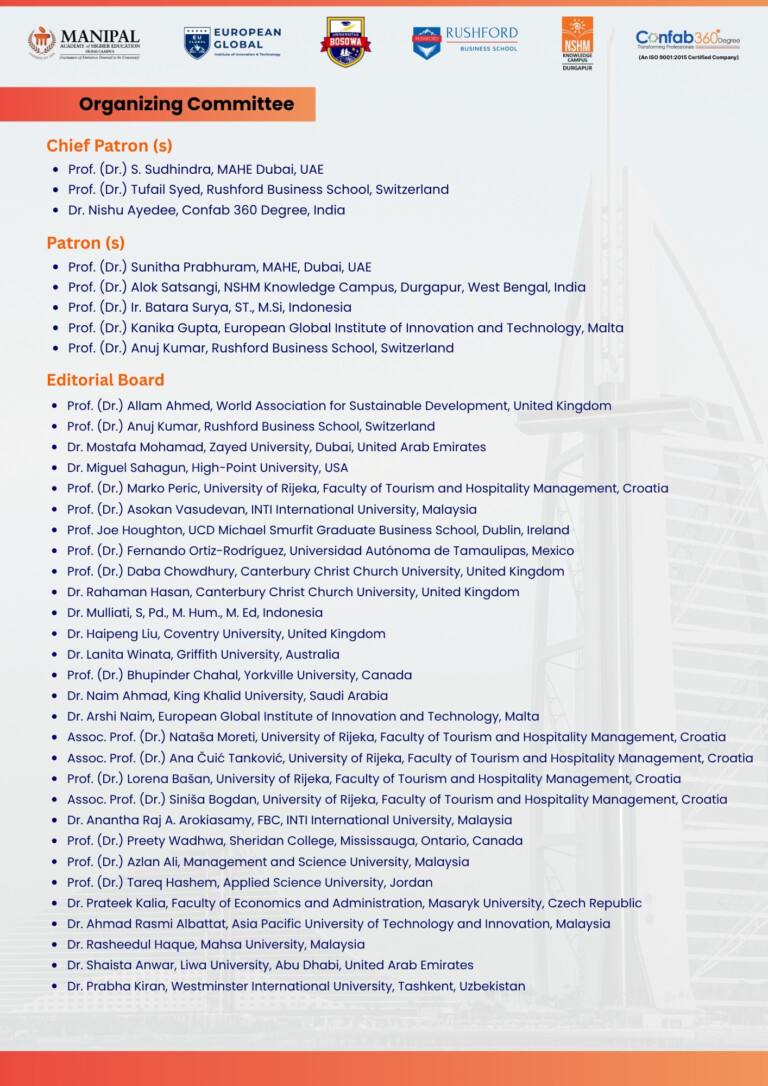 MANIPAL
ACADEMY of HIGHER EDUCATION
DUBAI CAMPUS
EU
GLOBAL
EUROPEAN
GLOBAL
Institute of Innovation & Technology
UNIVERSITAS
BOSOWA
RUSHFORD
RUSHFORD
BUSINESS SCHOOL
NSHM
KNOWLEDGE
CAMPUS
DURGAPUR
Confab360Degree
Transforming Professionals
(An ISO 9001:2015 Certified Company)
Organizing Committee
Chief Patron (s)
• Prof. (Dr.) S. Sudhindra, MAHE Dubai, UAE
• Prof. (Dr.) Tufail Syed, Rushford Business School, Switzerland
• Dr. Nishu Ayedee, Confab 360 Degree, India
Patron (s)
• Prof. (Dr.) Sunitha Prabhuram, MAHE, Dubai, UAE
• Prof. (Dr.) Alok Satsangi, NSHM Knowledge Campus, Durgapur, West Bengal, India
• Prof. (Dr.) Ir. Batara Surya, ST., M.Si, Indonesia
• Prof. (Dr.) Kanika Gupta, European Global Institute of Innovation and Technology, Malta
• Prof. (Dr.) Anuj Kumar, Rushford Business School, Switzerland
Editorial Board
• Prof. (Dr.) Allam Ahmed, World Association for Sustainable Development, United Kingdom
• Prof. (Dr.) Anuj Kumar, Rushford Business School, Switzerland
• Dr. Mostafa Mohamad, Zayed University, Dubai, United Arab Emirates
• Dr. Miguel Sahagun, High-Point University, USA
• Prof. (Dr.) Marko Peric, University of Rijeka, Faculty of Tourism and Hospitality Management, Croatia
• Prof. (Dr.) Asokan Vasudevan, INTI International University, Malaysia
• Prof. Joe Houghton, UCD Michael Smurfit Graduate Business School, Dublin, Ireland
• Prof. (Dr.) Fernando Ortiz-Rodríguez, Universidad Autónoma de Tamaulipas, Mexico
• Prof. (Dr.) Daba Chowdhury, Canterbury Christ Church University, United Kingdom
• Dr. Rahaman Hasan, Canterbury Christ Church University, United Kingdom
• Dr. Mulliati, S, Pd., M. Hum., M. Ed, Indonesia
• Dr. Haipeng Liu, Coventry University, United Kingdom
• Dr. Lanita Winata, Griffith University, Australia
• Prof. (Dr.) Bhupinder Chahal, Yorkville University, Canada
• Dr. Naim Ahmad, King Khalid University, Saudi Arabia
• Dr. Arshi Naim, European Global Institute of Innovation and Technology, Malta
• Assoc. Prof. (Dr.) Nataša Moreti, University of Rijeka, Faculty of Tourism and Hospitality Management, Croatia
• Assoc. Prof. (Dr.) Ana Čuić Tanković, University of Rijeka, Faculty of Tourism and Hospitality Management, Croatia
• Prof. (Dr.) Lorena Bašan, University of Rijeka, Faculty of Tourism and Hospitality Management, Croatia
• Assoc. Prof. (Dr.) Siniša Bogdan, University of Rijeka, Faculty of Tourism and Hospitality Management, Croatia
• Dr. Anantha Raj A. Arokiasamy, FBC, INTI International University, Malaysia
• Prof. (Dr.) Preety Wadhwa, Sheridan College, Mississauga, Ontario, Canada
• Prof. (Dr.) Azlan Ali, Management and Science University, Malaysia
• Prof. (Dr.) Tareq Hashem, Applied Science University, Jordan
• Dr. Prateek Kalia, Faculty of Economics and Administration, Masaryk University, Czech Republic
• Dr. Ahmad Rasmi Albattat, Asia Pacific University of Technology and Innovation, Malaysia
• Dr. Rasheedul Haque, Mahsa University, Malaysia
• Dr. Shaista Anwar, Liwa University, Abu Dhabi, United Arab Emirates
• Dr. Prabha Kiran, Westminster International University, Tashkent, Uzbekistan